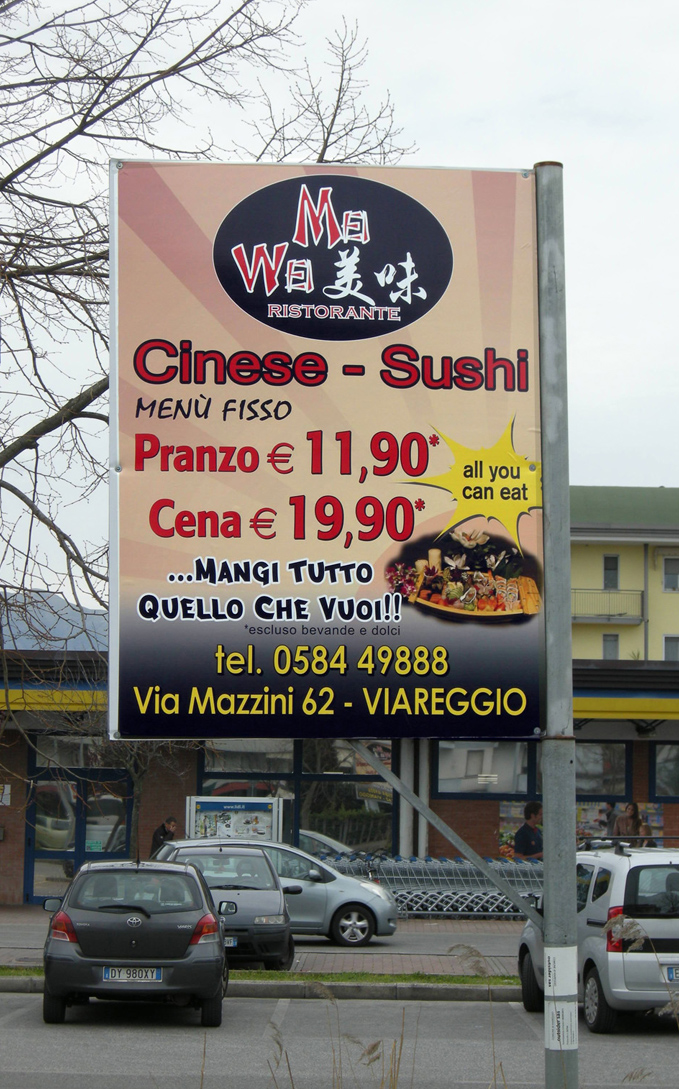 MEI
WEI 美味
RISTORANTE
Cinese - Sushi
MENÙ FISSO
Pranzo € 11,90*
all you
can eat
Cena € 19,90*
...MANGI TUTTO
QUELLO CHE VUOI!!
*escluso bevande e dolci
tel. 0584 49888
Via Mazzini 62 - VIAREGGIO
DY 980XY